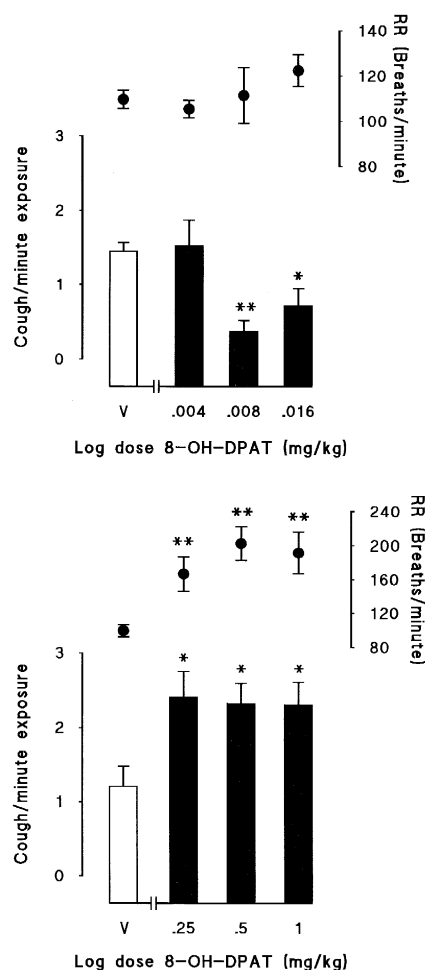 RR (Breaths/minute)
120
100
80
Cough/minute exposure
3
2
1
0
**
*
V .004 .008 .016
Log dose 8-OH-DPAT (mg/kg)
RR (Breaths/minute)
240
200
160
120
80
** ** **
Cough/minute exposure
3
2
1
0
* * *
V .25 .5 1
Log dose 8-OH-DPAT (mg/kg)